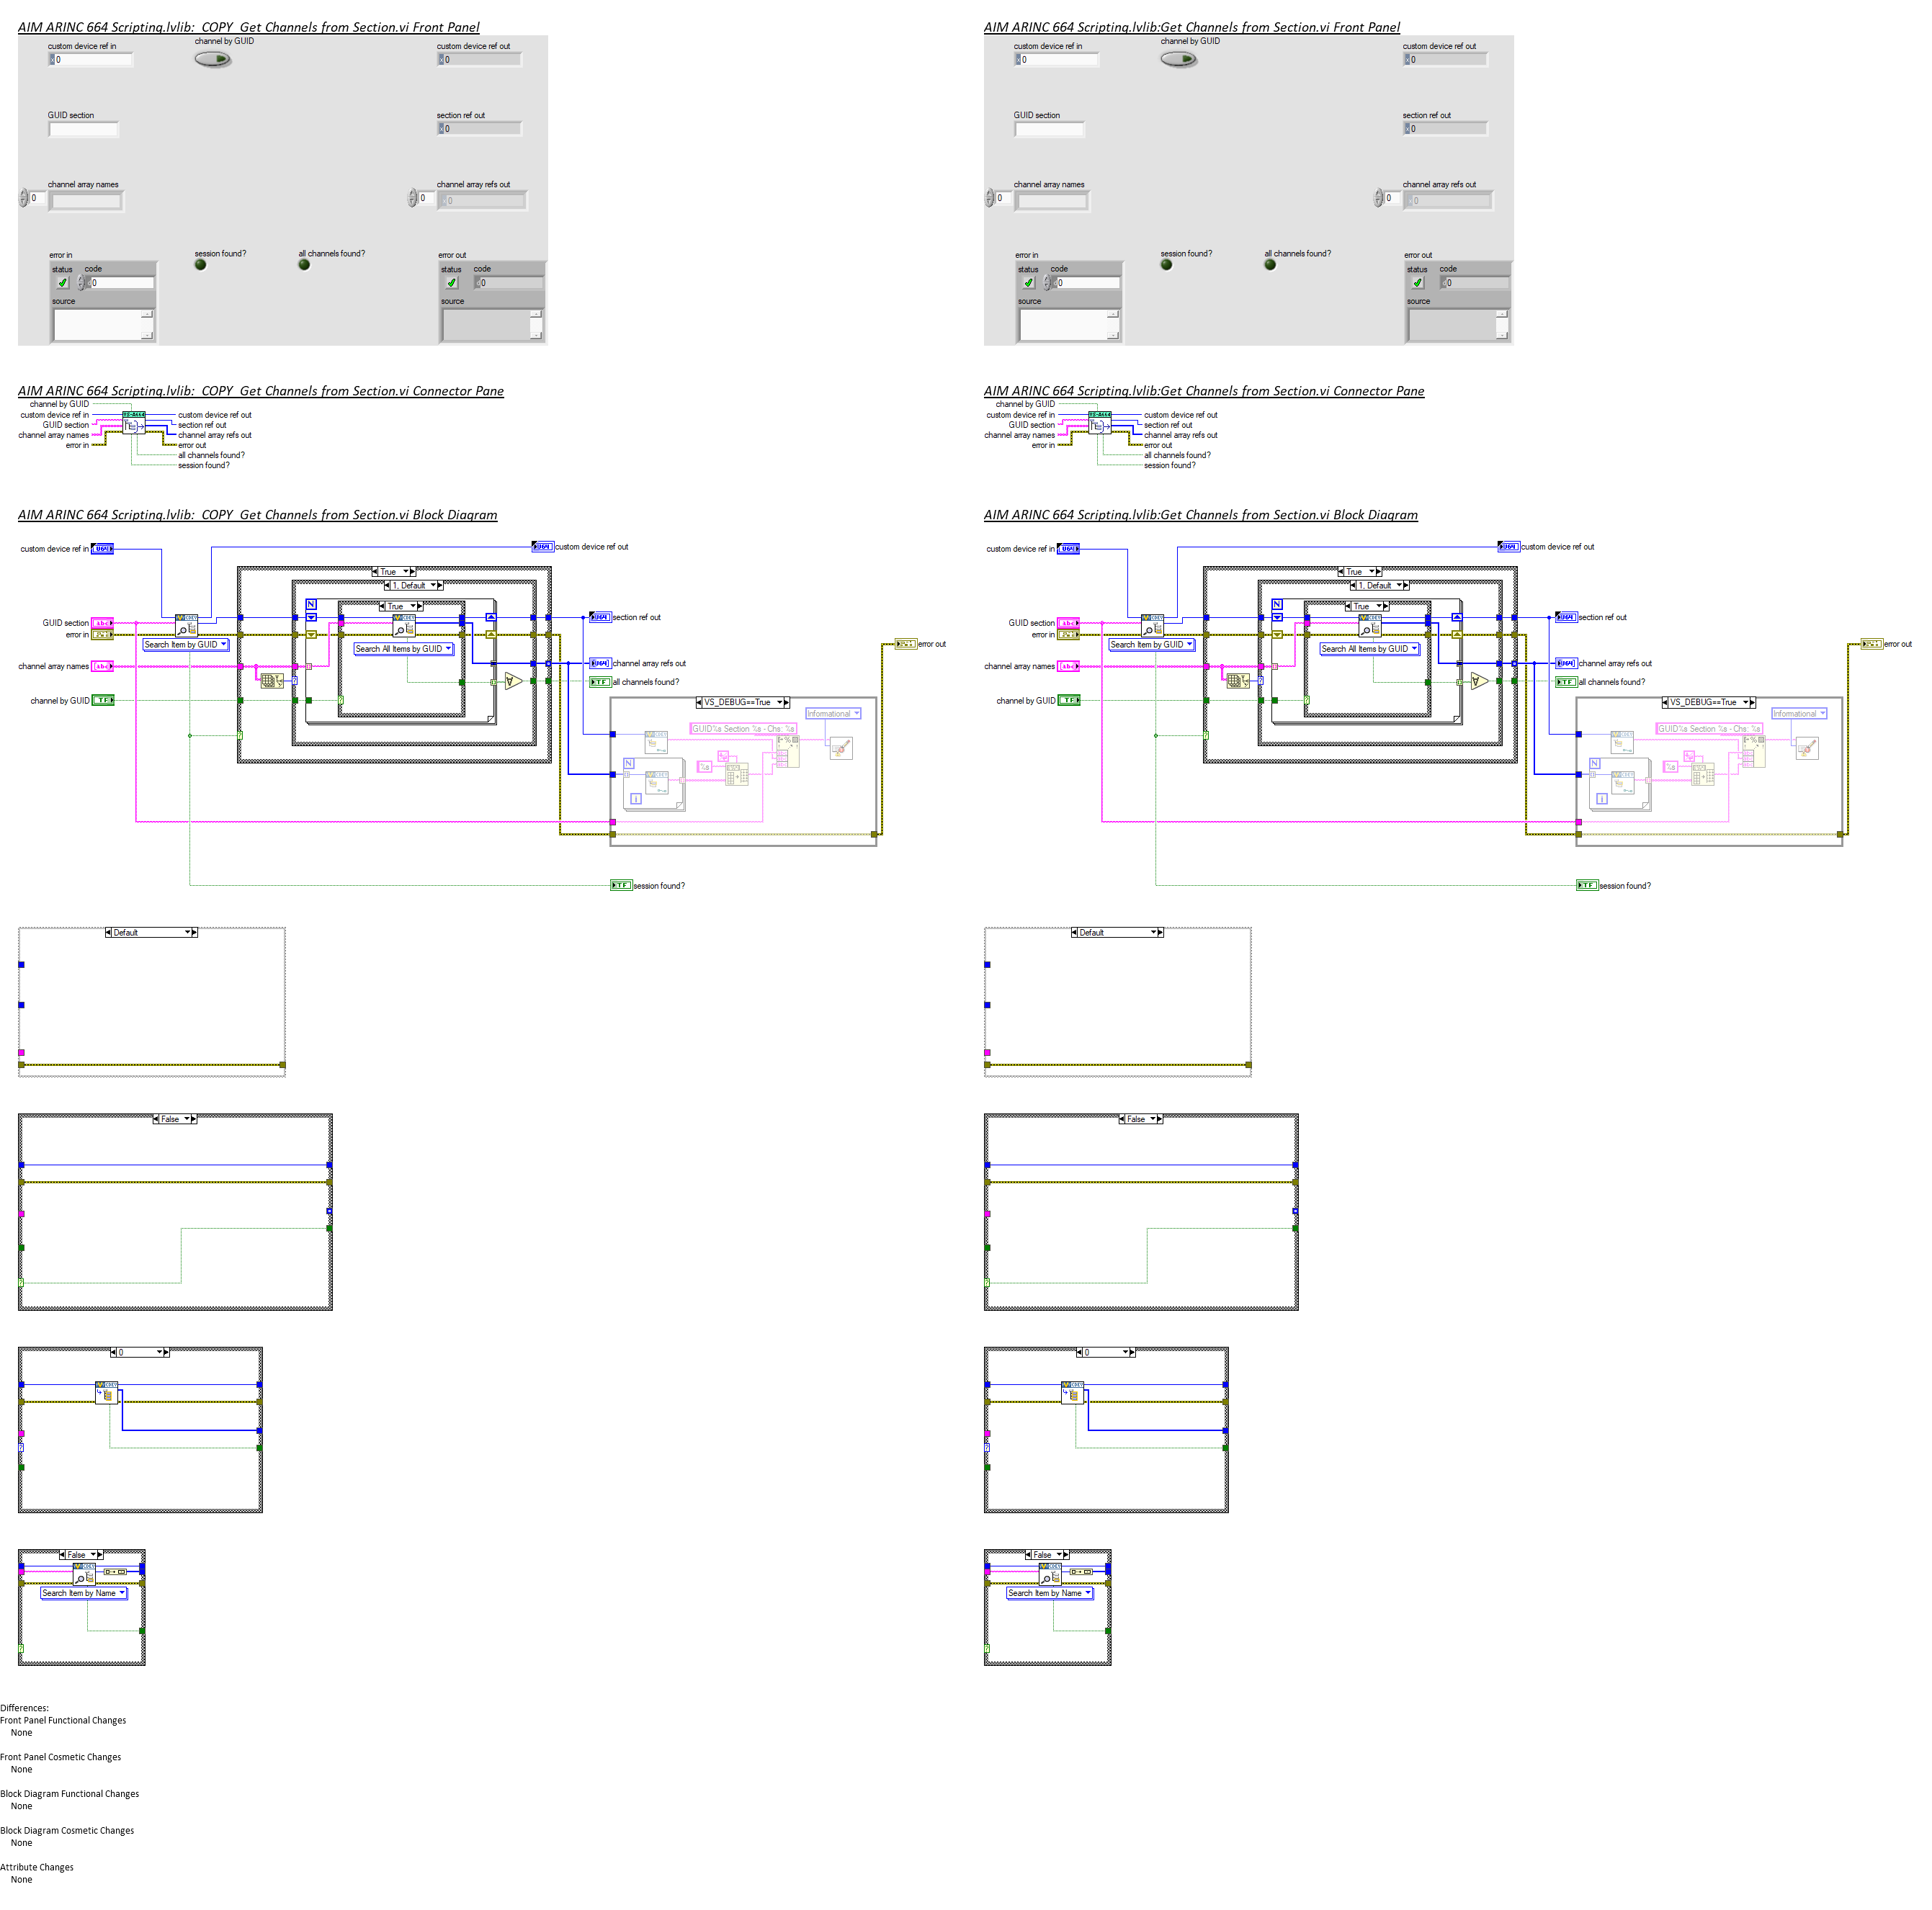 AIM ARINC 664 Scripting.lvlib:  COPY  Get Channels from Section.vi Front Panel
custom device ref in
0
channel by GUID
custom device ref out
0
GUID section
section ref out
0
channel array names
0
channel array refs out
0
0
error in
status
code
0
source
session found?
all channels found?
error out
status
code
0
source
AIM ARINC 664 Scripting.lvlib:Get Channels from Section.vi Front Panel
custom device ref in
0
channel by GUID
custom device ref out
0
GUID section
section ref out
0
channel array names
0
channel array refs out
0
0
error in
status
code
0
source
session found?
all channels found?
error out
status
code
0
source
AIM ARINC 664 Scripting.lvlib:  COPY  Get Channels from Section.vi Connector Pane
channel by GUID
custom device ref in
GUID section
channel array names
error in
custom device ref out
section ref out
channel array refs out
error out
all channels found?
session found?
AIM ARINC 664 Scripting.lvlib:Get Channels from Section.vi Connector Pane
channel by GUID
custom device ref in
GUID section
channel array names
error in
custom device ref out
section ref out
channel array refs out
error out
all channels found?
session found?
AIM ARINC 664 Scripting.lvlib:  COPY  Get Channels from Section.vi Block Diagram
custom device ref in
custom device ref out
True
1, Default
N
True
GUID section
abc
error in
Search Item by GUID
Search All Items by GUID
section ref out
error out
channel array names
abc
channel array refs out
all channels found?
TF
channel by GUID
TF
VS_DEBUG==True
Informational
GUID%s Section %s - Chs: %s
%s
N
i
session found?
TF
AIM ARINC 664 Scripting.lvlib:Get Channels from Section.vi Block Diagram
custom device ref in
custom device ref out
True
1, Default
N
True
GUID section
abc
error in
Search Item by GUID
Search All Items by GUID
section ref out
error out
channel array names
abc
channel array refs out
all channels found?
TF
channel by GUID
TF
VS_DEBUG==True
Informational
GUID%s Section %s - Chs: %s
%s
N
i
session found?
TF
Default
Default
False
False
0
0
False
Search Item by Name
False
Search Item by Name
Differences:
Front Panel Functional Changes
None
Front Panel Cosmetic Changes
None
Block Diagram Functional Changes
None
Block Diagram Cosmetic Changes
None
Attribute Changes
None